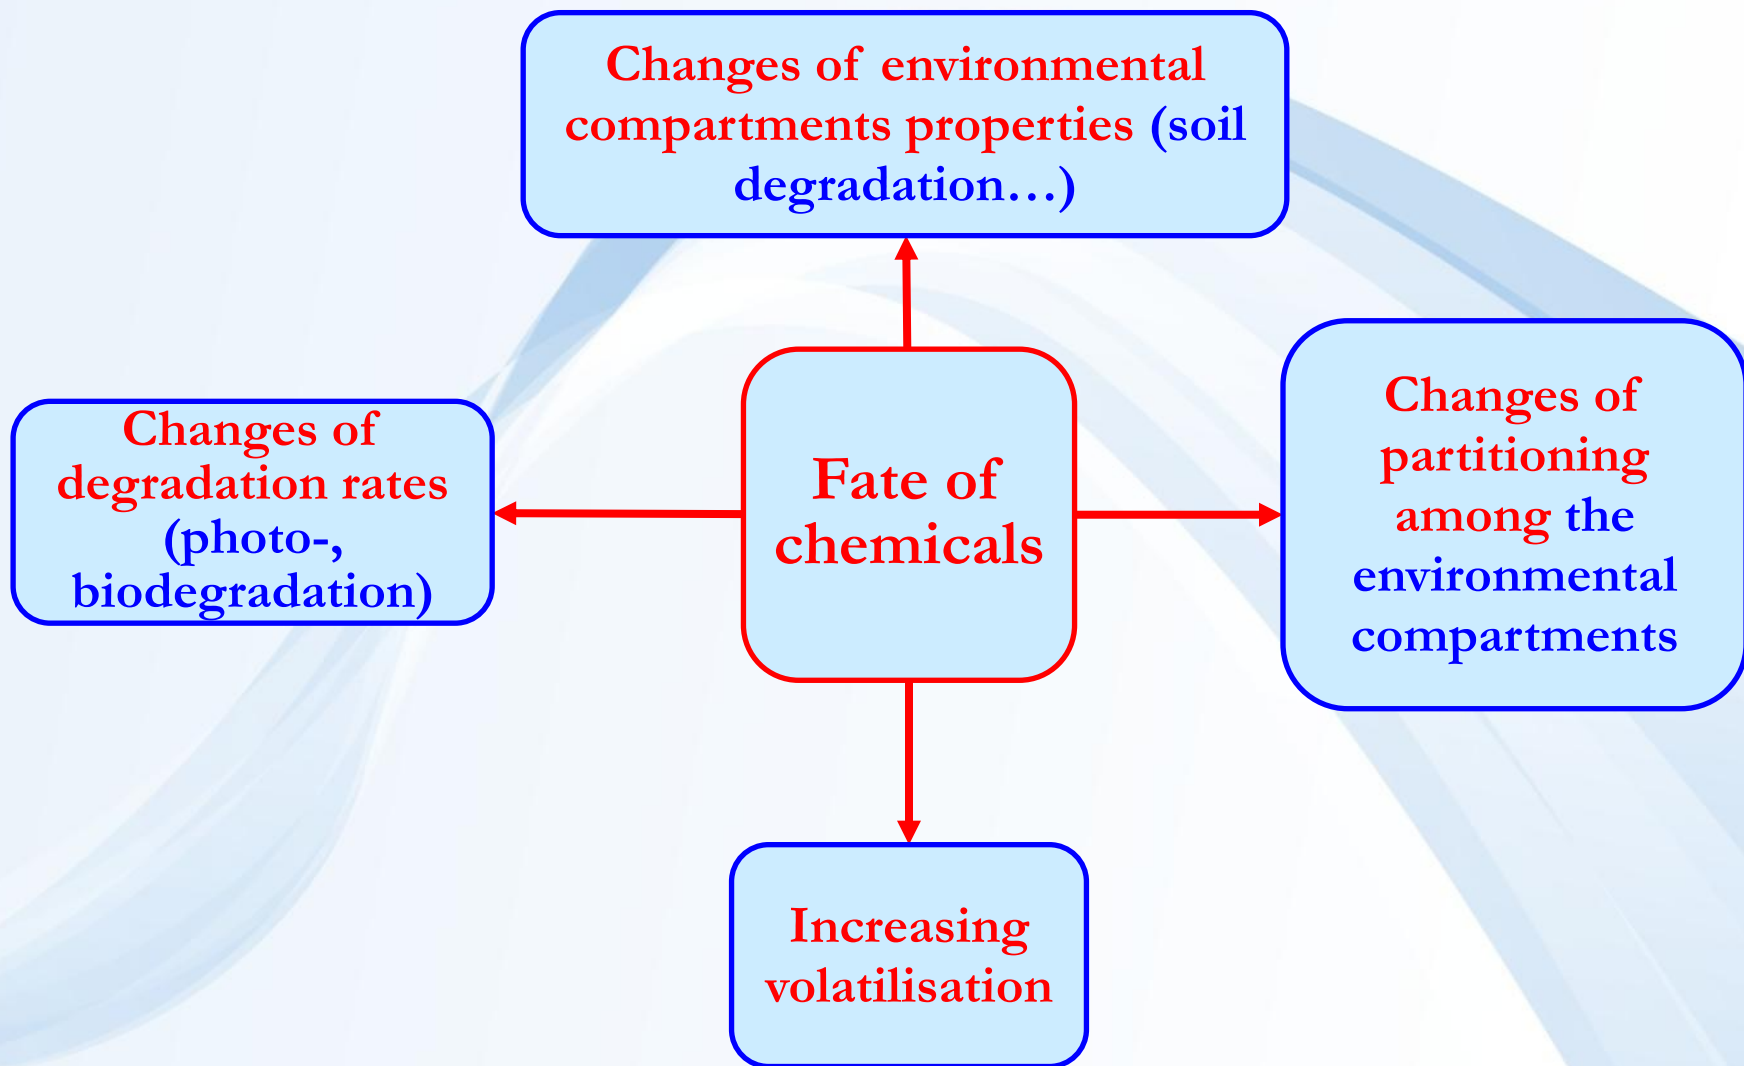 Changes of environmental
compartments properties (soil
degradation…)
Changes of
degradation rates
(photo-,
biodegradation)
Fate of
chemicals
Changes of
partitioning
among the
environmental
compartments
Increasing
volatilisation